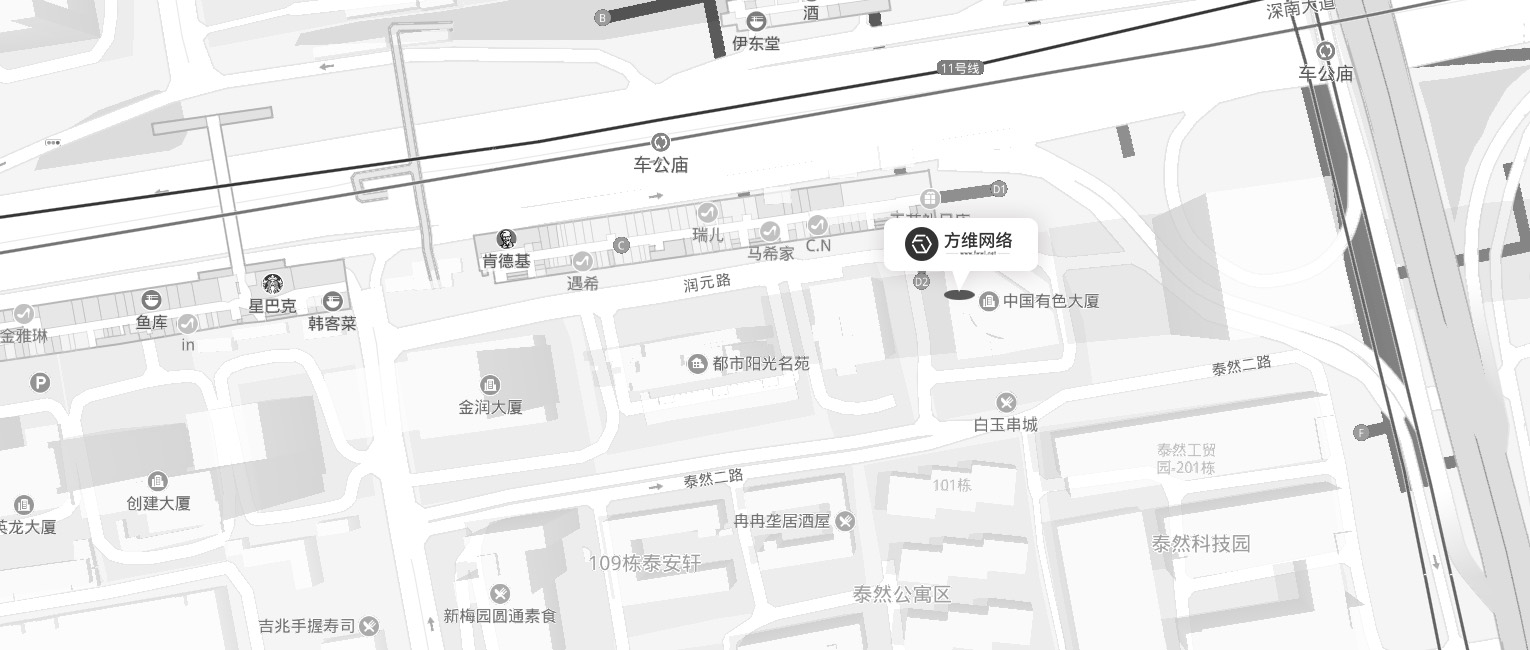 B
酒
伊东堂
深南大道
11号线
车公庙
车公庙
D1
瑞儿
C.N
马希家
C
肯德基
遇希
润元路
方维网络
www.fwwl.net
D2
中国有色大厦
星巴克
鱼库
韩客菜
金雅琳
in
P
都市阳光名苑
金润大厦
泰然二路
白玉串城
F
泰然工贸
园-201栋
泰然二路
101栋
创建大厦
英龙大厦
冉冉垄居酒屋
泰然科技园
109栋泰安轩
泰然公寓区
新梅园圆通素食
吉兆手握寿司